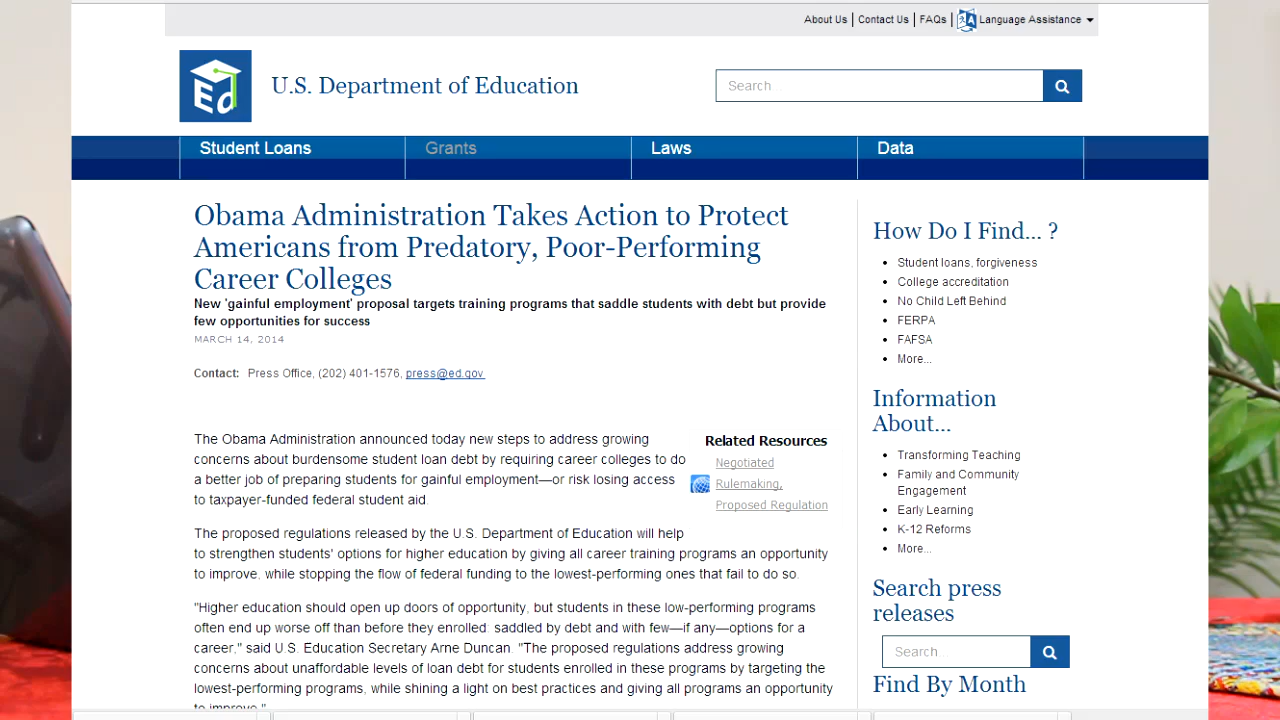 About Us | Contact Us | FAQs | Language Assistance
Ed
U.S. Department of Education
Search...
Student Loans
Grants
Laws
Data
Obama Administration Takes Action to Protect
Americans from Predatory, Poor-Performing
Career Colleges
New 'gainful employment' proposal targets training programs that saddle students with debt but provide
few opportunities for success
MARCH 14, 2014
Contact: Press Office, (202) 401-1576, press@ed.gov
The Obama Administration announced today new steps to address growing
concerns about burdensome student loan debt by requiring career colleges to do
a better job of preparing students for gainful employment—or risk losing access
to taxpayer-funded federal student aid.
Related Resources
Negotiated
Rulemaking,
Proposed Regulation
The proposed regulations released by the U.S. Department of Education will help
to strengthen students' options for higher education by giving all career training programs an opportunity
to improve, while stopping the flow of federal funding to the lowest-performing ones that fail to do so.
"Higher education should open up doors of opportunity, but students in these low-performing programs
often end up worse off than before they enrolled: saddled by debt and with few—if any—options for a
career," said U.S. Education Secretary Arne Duncan. "The proposed regulations address growing
concerns about unaffordable levels of loan debt for students enrolled in these programs by targeting the
lowest-performing programs, while shining a light on best practices and giving all programs an opportunity
to improve."
How Do I Find... ?
Student loans, forgiveness
College accreditation
No Child Left Behind
FERPA
FAFSA
More...
Information
About...
Transforming Teaching
Family and Community
Engagement
Early Learning
K-12 Reforms
More...
Search press
releases
Search
Find By Month